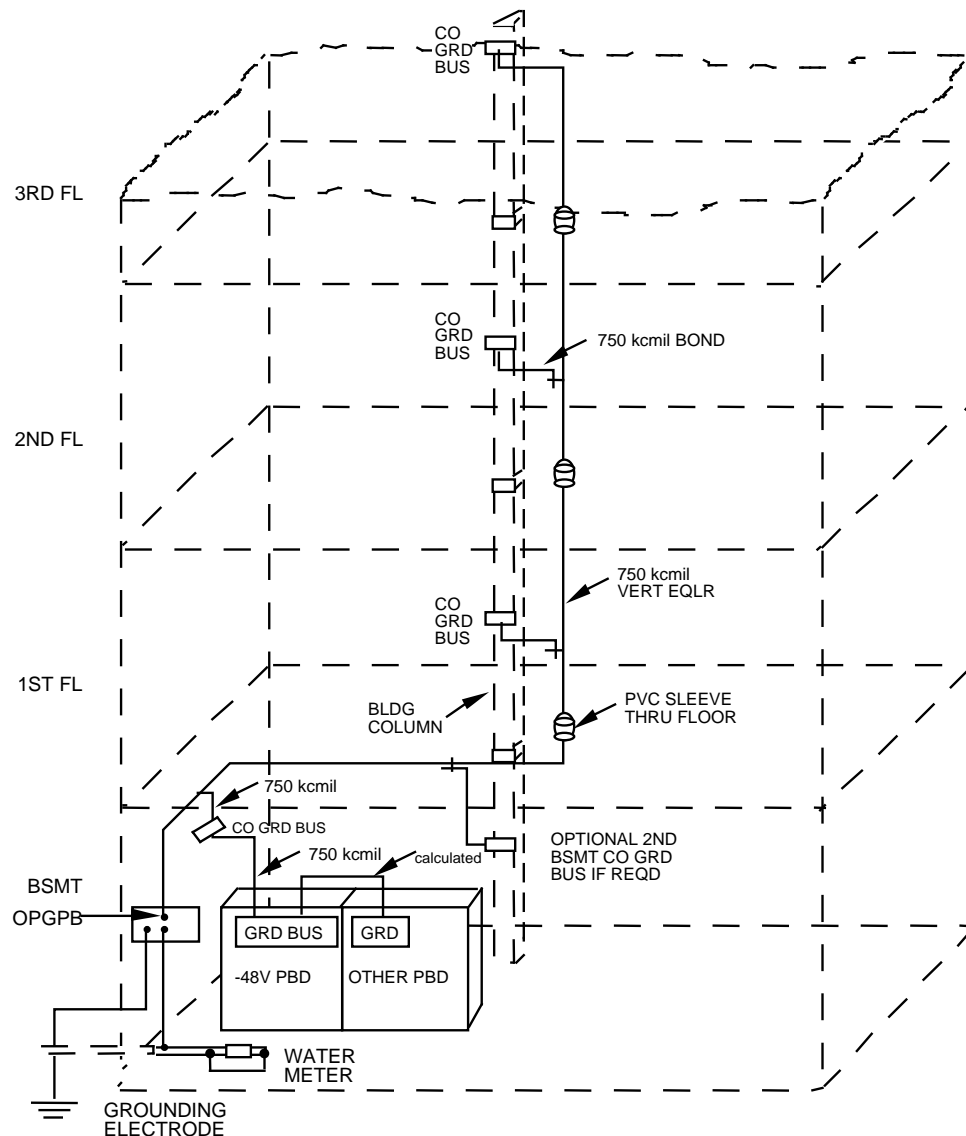 CO
GRD
BUS
3RD FL
CO
GRD
BUS
750 kcmil BOND
2ND FL
750 kcmil
VERT EQLR
CO
GRD
BUS
1ST FL
BLDG
COLUMN
PVC SLEEVE
THRU FLOOR
750 kcmil
CO GRD BUS
750 kcmil
calculated
OPTIONAL 2ND
BSMT CO GRD
BUS IF REQD
BSMT
OPGPB
GRD BUS
GRD
-48V PBD
OTHER PBD
WATER
METER
GROUNDING
ELECTRODE